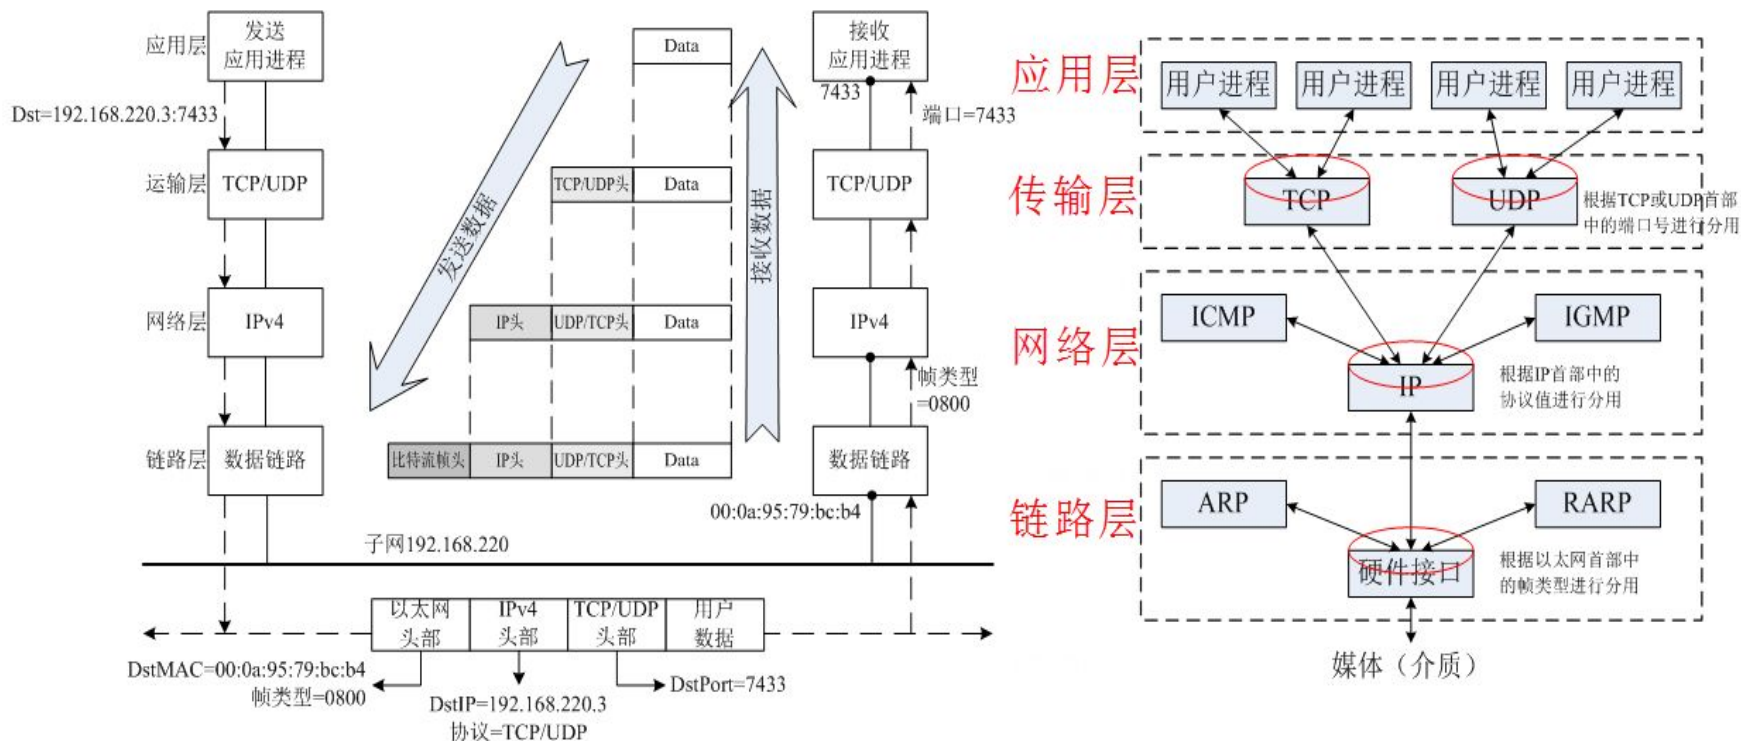 应用层
发送
应用进程
Dst=192.168.220.3:7433
运输层
TCP/UDP
网络层
IPv4
链路层
数据链路
发送数据
Data
TCP/UDP头
Data
IP头
UDP/TCP头
Data
比特流帧头
IP头
UDP/TCP头
Data
接收数据
接收
应用进程
7433
端口=7433
TCP/UDP
IPv4
帧类型
=0800
数据链路
00:0a:95:79:bc:b4
子网192.168.220
以太网
头部
IPv4
头部
TCP/UDP
头部
用户
数据
DstMAC=00:0a:95:79:bc:b4
帧类型=0800
DstIP=192.168.220.3
协议=TCP/UDP
DstPort=7433
应用层
用户进程
用户进程
用户进程
用户进程
传输层
TCP
UDP
根据TCP或UDP首部
中的端口号进行分用
网络层
ICMP
IGMP
IP
根据IP首部中的
协议值进行分用
链路层
ARP
RARP
硬件接口
根据以太网首部中
的帧类型进行分用
媒体（介质）